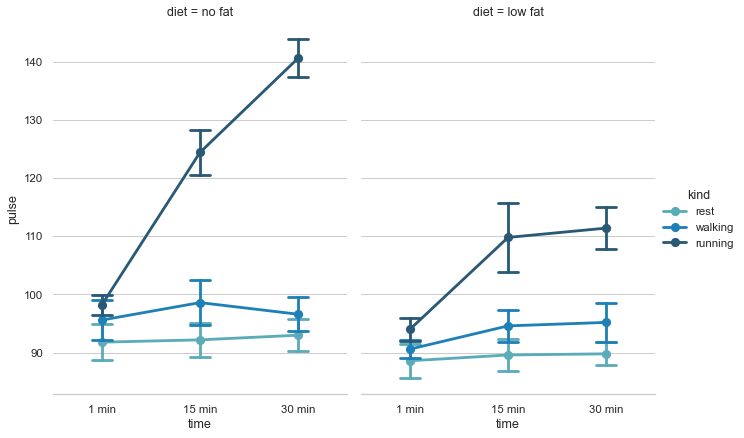 diet = no fat
diet = low fat
140
130
120
110
100
90
pulse
1 min
15 min
30 min
time
1 min
15 min
30 min
time
kind
rest
walking
running